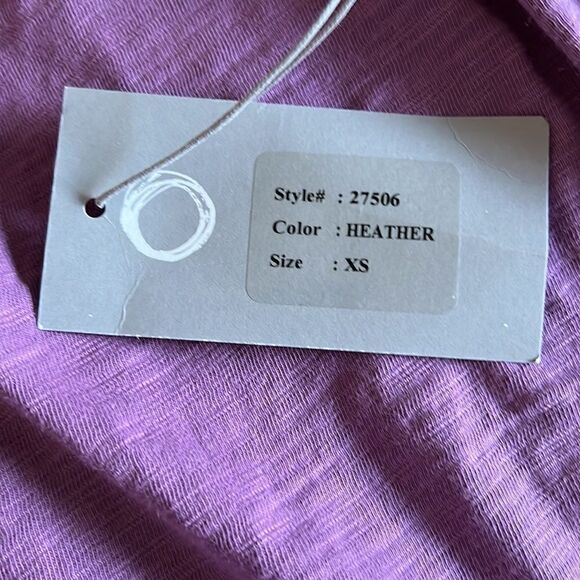 Style# : 27506
Color : HEATHER
Size : XS